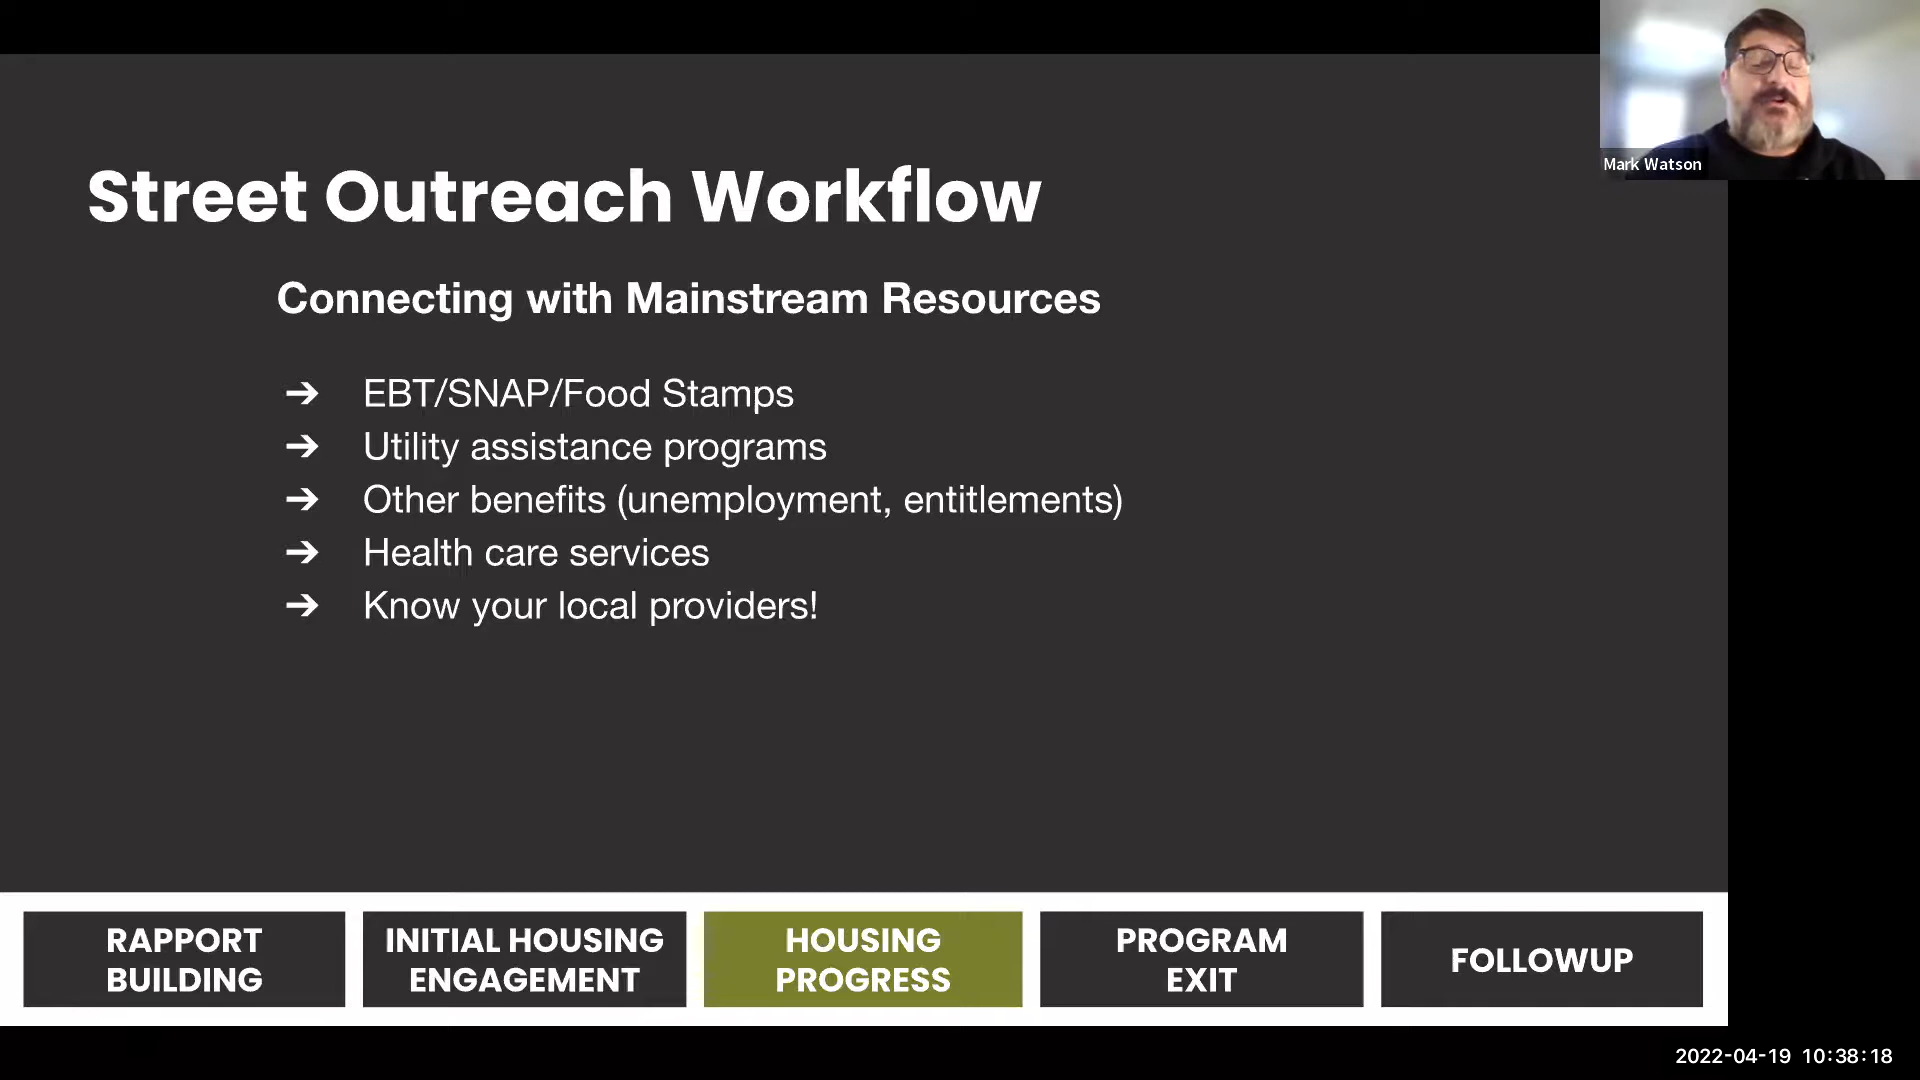 Mark Watson
Street Outreach Workflow
Connecting with Mainstream Resources
➔ EBT/SNAP/Food Stamps
➔ Utility assistance programs
➔ Other benefits (unemployment, entitlements)
➔ Health care services
➔ Know your local providers!
RAPPORT
BUILDING
INITIAL HOUSING
ENGAGEMENT
HOUSING
PROGRESS
PROGRAM
EXIT
FOLLOWUP
2022-04-19 10:38:18